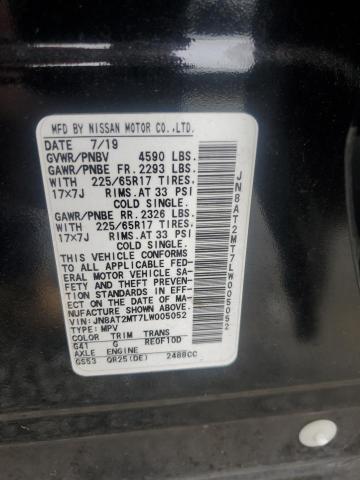 MFD BY NISSAN MOTOR CO.,LTD.
DATE 7/19
GVWR/PNBV 4590 LBS.
GAWR/PNBE FR. 2293 LBS.
WITH 225/65R17 TIRES.
17x7J RIMS.AT 33 PSI
COLD SINGLE.
GAWR/PNBE RR. 2326 LBS.
WITH 225/65R17 TIRES.
17x7J RIMS.AT 33 PSI
COLD SINGLE.
THIS VEHICLE CONFORMS
TO ALL APPLICABLE FED-
ERAL MOTOR VEHICLE SA-
FETY AND THEFT PREVEN-
TION STANDARDS IN EFF-
ECT ON THE DATE OF MA-
NUFACTURE SHOWN ABOVE.
VIN:JN8AT2MT7LW005052
TYPE:MPV
COLOR TRIM TRANS
G41 G RE0F10D
AXLE ENGINE
GS53 QR25(DE) 2488CC
JN8AT2MT7LW005052